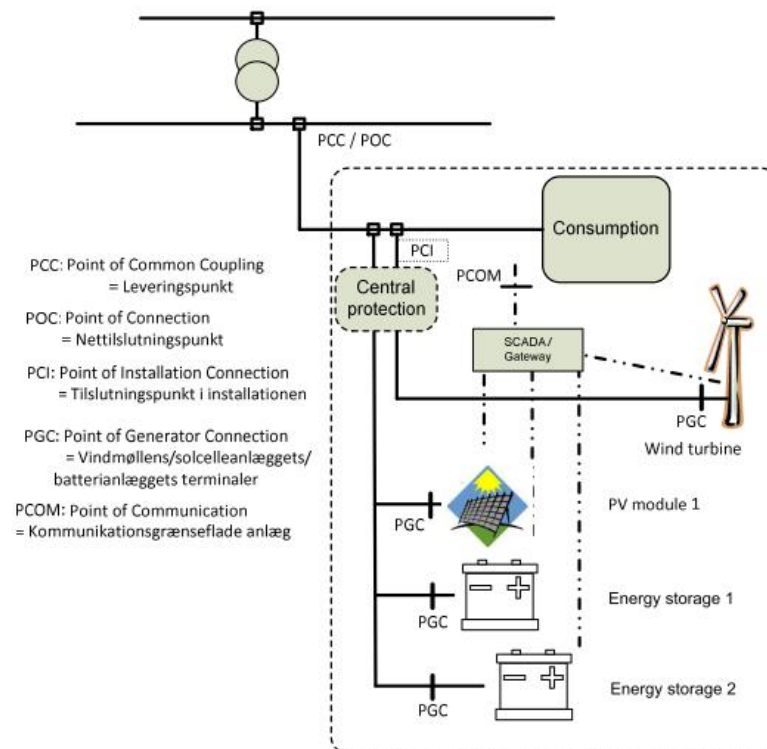 PCC / POC
Consumption
PCI
PCOM
Central
protection
SCADA/
Gateway
PGC
Wind turbine
PCC: Point of Common Coupling
= Leveringspunkt
POC: Point of Connection
= Nettilslutningspunkt
PCI: Point of Installation Connection
= Tilslutningspunkt i installationen
PGC: Point of Generator Connection
= Vindmøllens/solcelleanlæggets/
batterianlæggets terminaler
PCOM: Point of Communication
= Kommunikationsgrænseflade anlæg
PGC
PV module 1
PGC
Energy storage 1
PGC
Energy storage 2